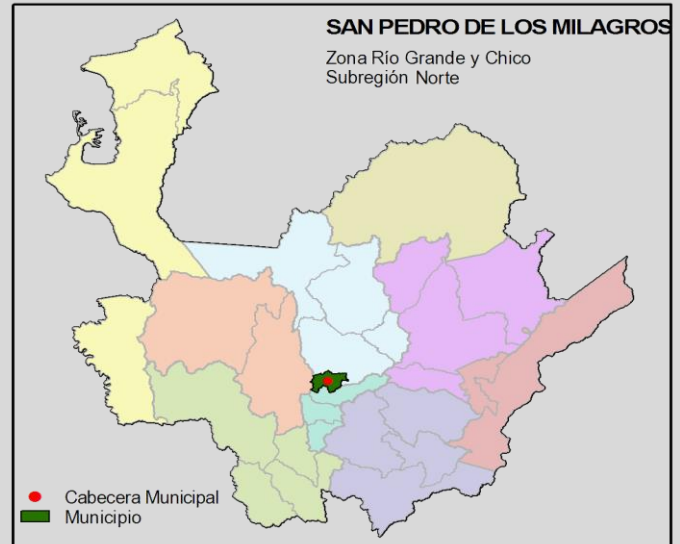 SAN PEDRO DE LOS MILAGROS
Zona Río Grande y Chico
Subregión Norte
Cabecera Municipal
Municipio